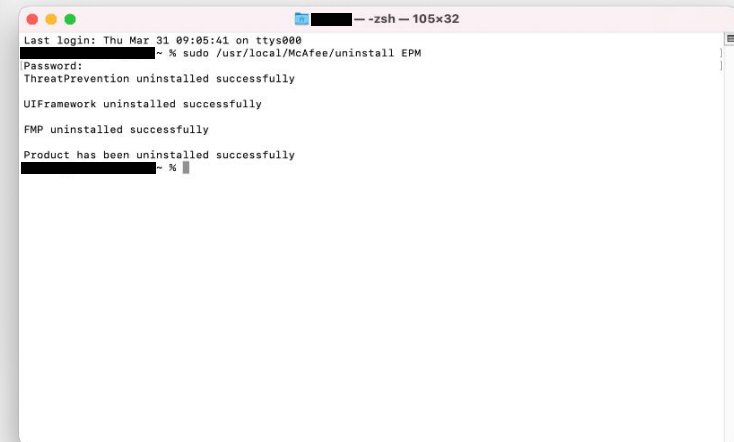 — -zsh — 105×32
Last login: Thu Mar 31 09:05:41 on ttys000
~ % sudo /usr/local/McAfee/uninstall EPM
Password:
ThreatPrevention uninstalled successfully
UIFramework uninstalled successfully
FMP uninstalled successfully
Product has been uninstalled successfully
~ %